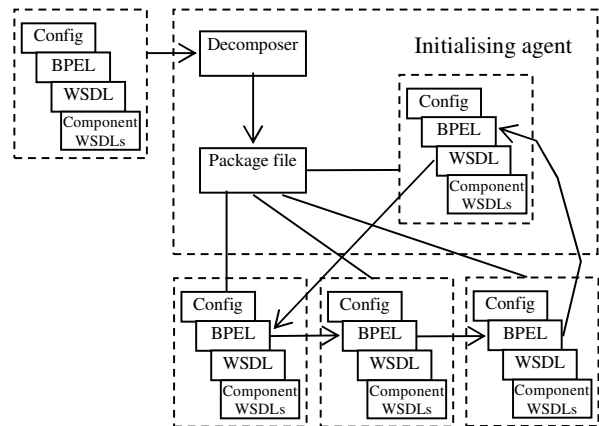 Config
BPEL
WSDL
Component
WSDLs
Decomposer
Initialising agent
Package file
Config
BPEL
WSDL
Component
WSDLs
Config
BPEL
WSDL
Component
WSDLs
Config
BPEL
WSDL
Component
WSDLs
Config
BPEL
WSDL
Component
WSDLs